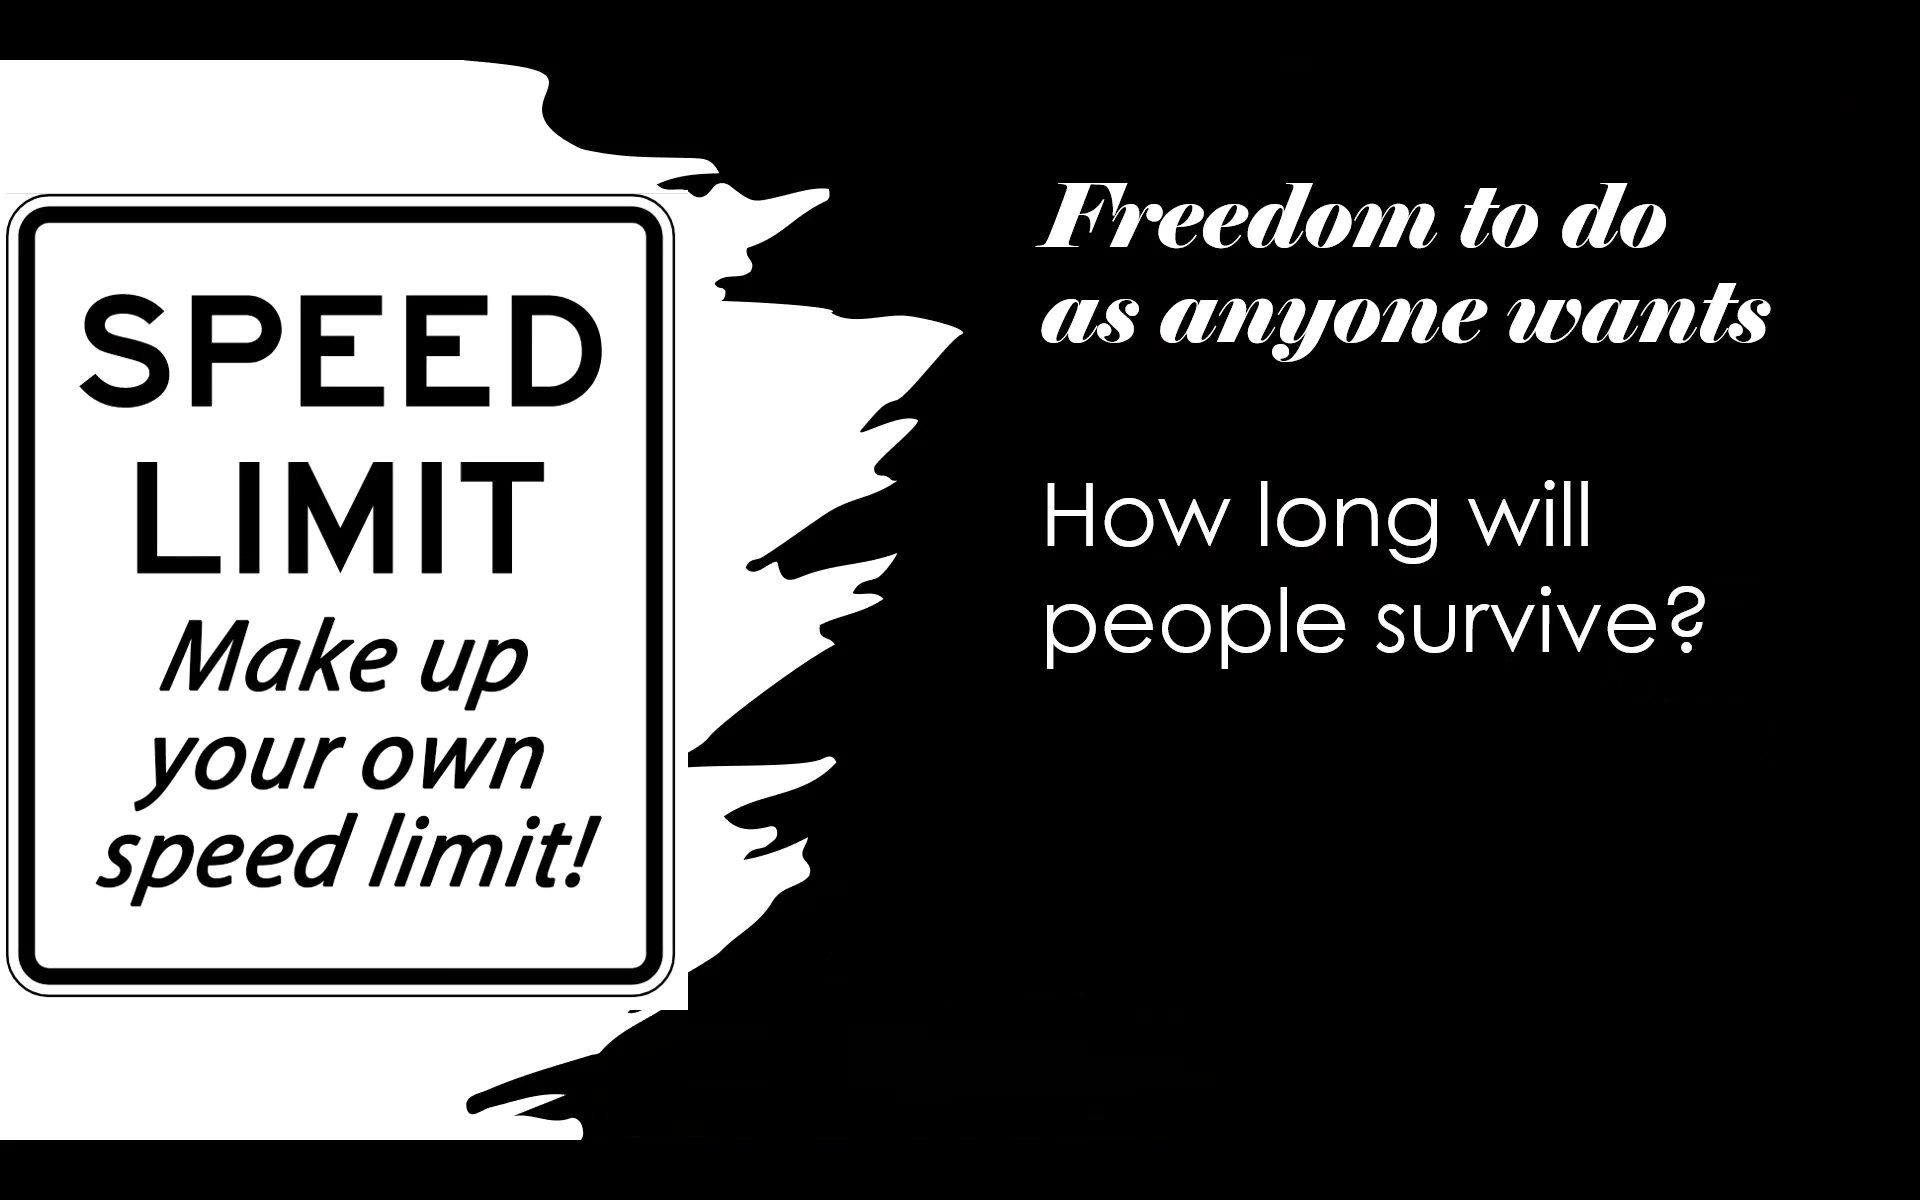 SPEED
LIMIT
Make up
your own
speed limit!
Freedom to do
as anyone wants
How long will
people survive?